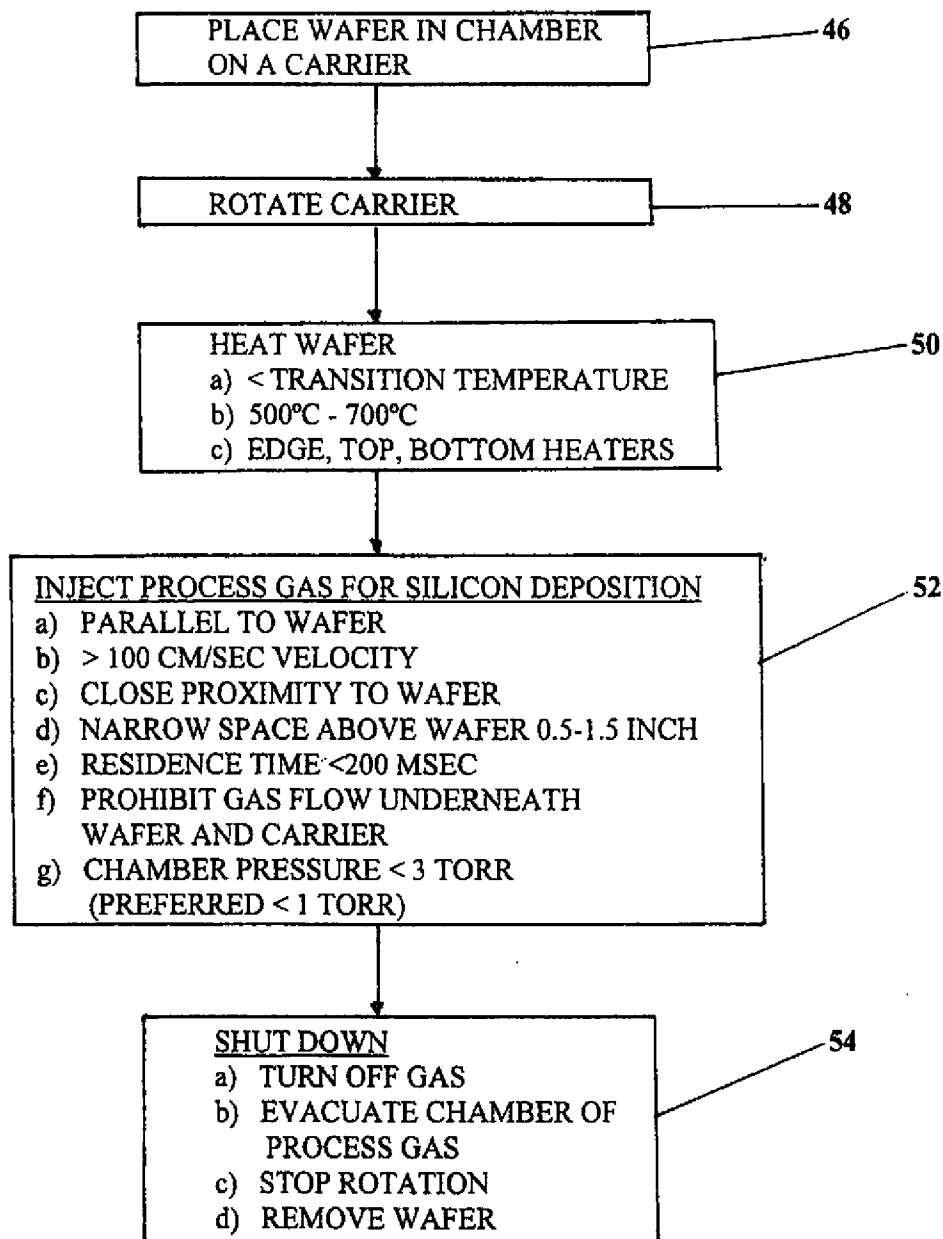 PLACE WAFER IN CHAMBER
ON A CARRIER
46
ROTATE CARRIER
48
HEAT WAFER
a) < TRANSITION TEMPERATURE
b) 500ºC - 700ºC
c) EDGE, TOP, BOTTOM HEATERS
50
INJECT PROCESS GAS FOR SILICON DEPOSITION
a) PARALLEL TO WAFER
b) > 100 CM/SEC VELOCITY
c) CLOSE PROXIMITY TO WAFER
d) NARROW SPACE ABOVE WAFER 0.5-1.5 INCH
e) RESIDENCE TIME <200 MSEC
f) PROHIBIT GAS FLOW UNDERNEATH
WAFER AND CARRIER
g) CHAMBER PRESSURE < 3 TORR
(PREFERRED < 1 TORR)
52
SHUT DOWN
a) TURN OFF GAS
b) EVACUATE CHAMBER OF
PROCESS GAS
c) STOP ROTATION
d) REMOVE WAFER
54